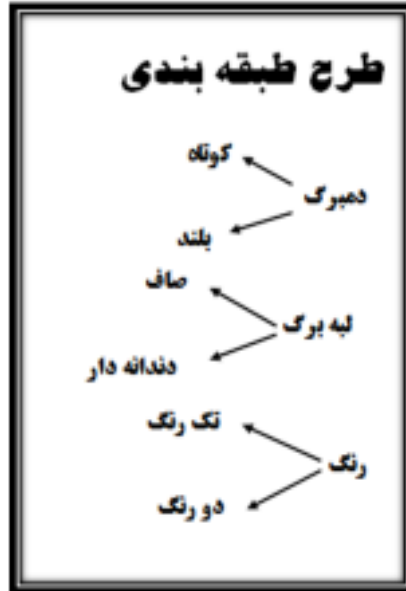 طرح طبقه بندی
کوتاه
دمبرگ
بلند
صاف
لبه برگ
دندانه دار
تک رنگ
رنگ
دو رنگ